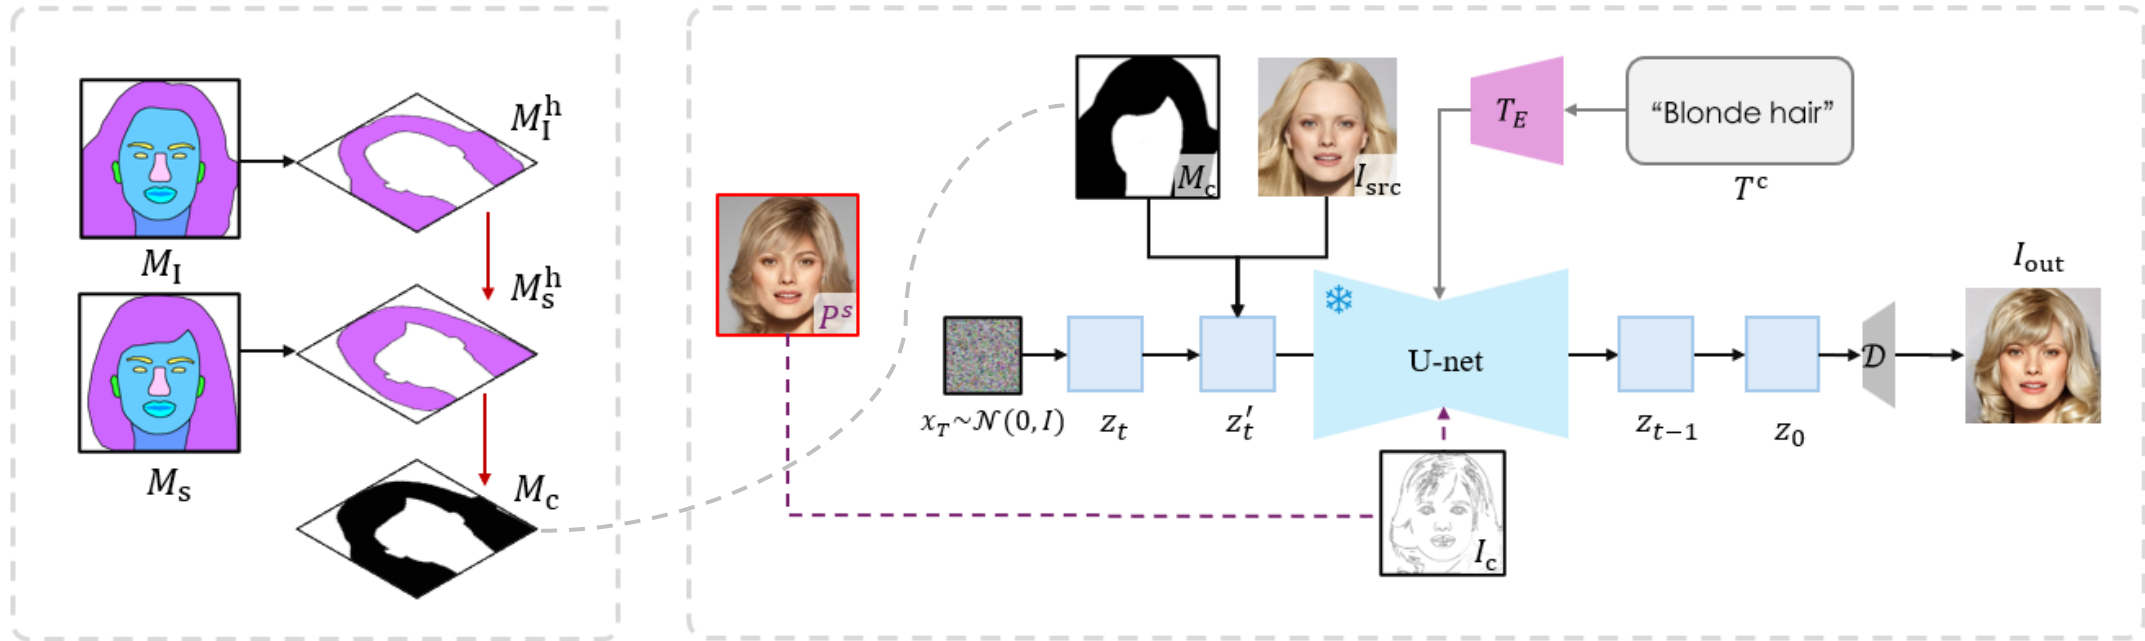 M_I
M_I^h
M_s^h
M_s
M_c
P^s
M_c
I_src
T_E
“Blonde hair”
T^c
x_T~𝒩(0, I)
z_t
z_t′
U-net
z_{t−1}
z_0
𝒟
I_out
I_c